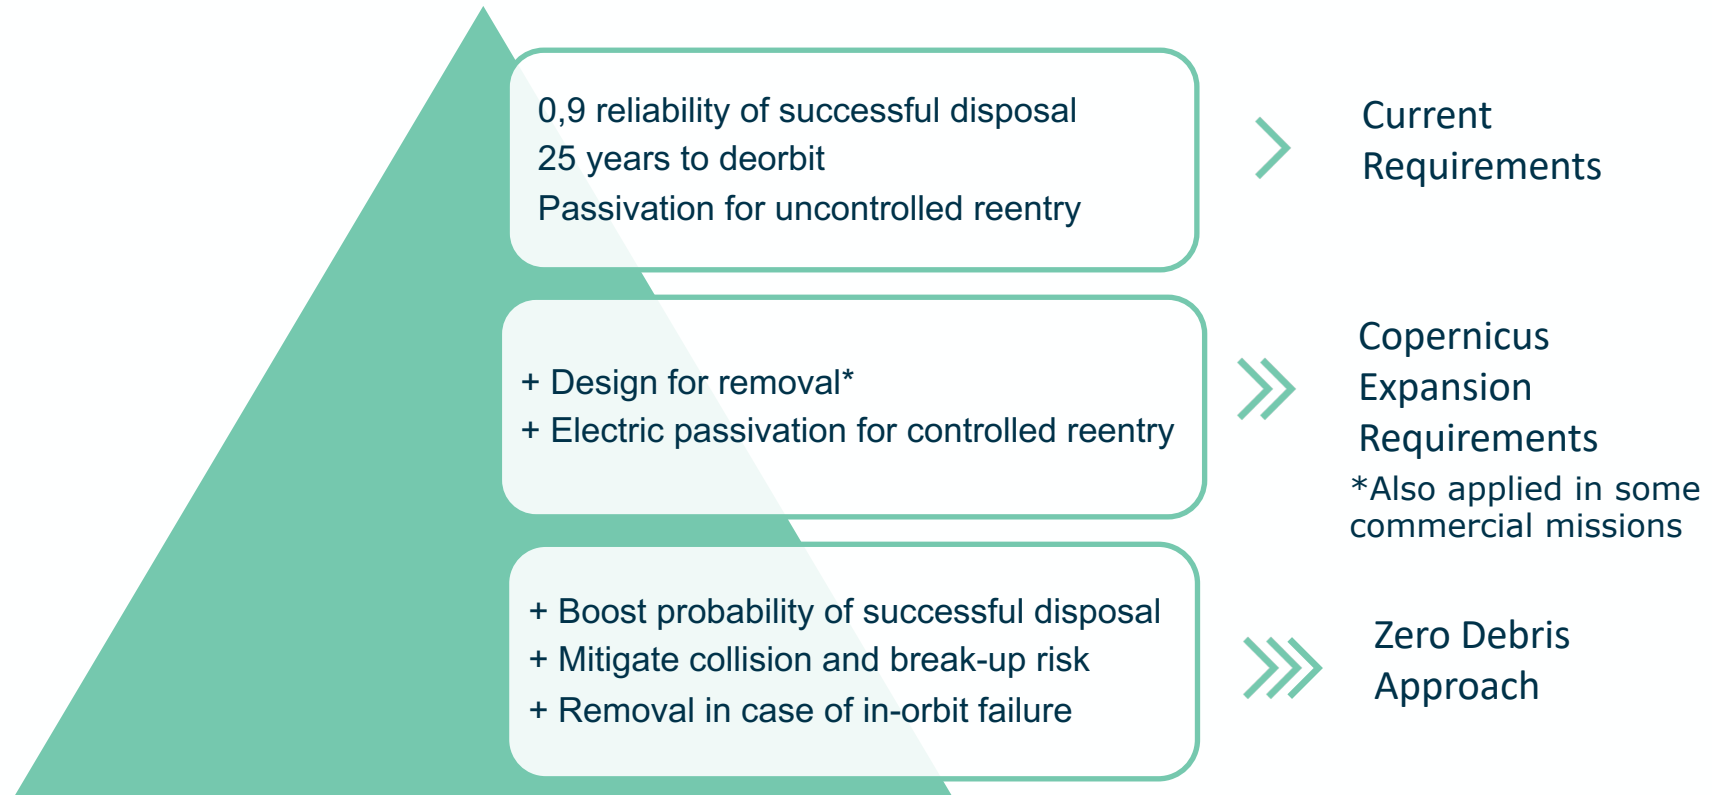 0,9 reliability of successful disposal
25 years to deorbit
Passivation for uncontrolled reentry
Current
Requirements
+ Design for removal*
+ Electric passivation for controlled reentry
Copernicus
Expansion
Requirements
*Also applied in some
commercial missions
+ Boost probability of successful disposal
+ Mitigate collision and break-up risk
+ Removal in case of in-orbit failure
Zero Debris
Approach